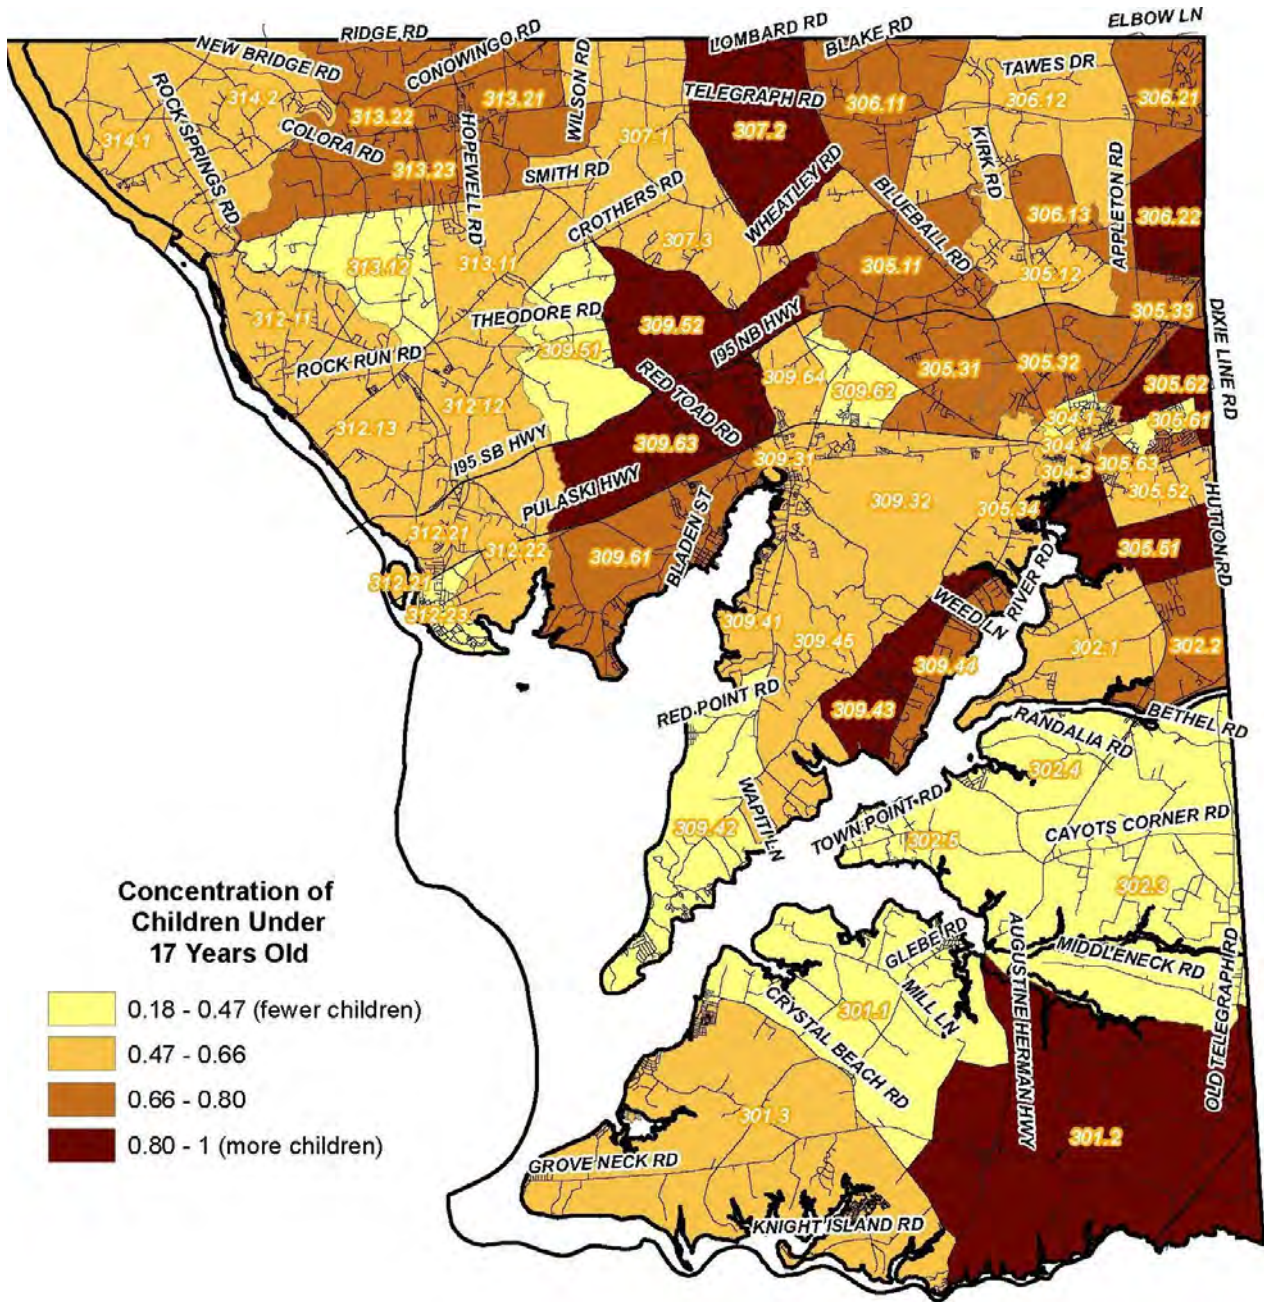 ELBOW LN
LOMBARD RD
RIDGE RD
BLAKE RD
CONOWINGO RD
NEW BRIDGE RD
WILSON RD
TAWES DR
ROCK SPRINGS RD
314.2
313.21
TELEGRAPH RD
306.11
306.12
306.21
313.22
COLORA RD
HOPEWELL RD
307.1
307.2
314.1
313.23
SMITH RD
KIRK RD
WHEATLEY RD
BLUEBALL RD
APPLETON RD
CROTHERS RD
306.13
306.22
307.3
313.12
313.11
305.11
305.12
THEODORE RD
309.52
I95 NB HWY
305.33
DIXIE LINE RD
312.11
309.51
ROCK RUN RD
305.31
305.32
309.64
309.62
RED TOAD RD
305.62
312.12
304.1
305.61
312.13
I95 SB HWY
309.63
304.4
309.31
305.63
304.3
305.52
PULASKI HWY
309.32
305.34
HUTTON RD
BLADEN ST
312.21
312.22
309.61
305.51
312.21
RIVER RD
312.23
WEED LN
309.41
309.45
302.1
302.2
309.44
RED POINT RD
309.43
BETHEL RD
RANDALIA RD
302.4
TOWN POINT RD
WAPITI LN
309.42
302.5
CAYOTS CORNER RD
302.3
Concentration of
Children Under
17 Years Old
0.18 - 0.47 (fewer children)
0.47 - 0.66
0.66 - 0.80
0.80 - 1 (more children)
GLEBE RD
AUGUSTINE HERMAN HWY
MIDDLENECK RD
OLD TELEGRAPH RD
301.1
MILL LN
CRYSTAL BEACH RD
301.3
301.2
GROVE NECK RD
KNIGHT ISLAND RD